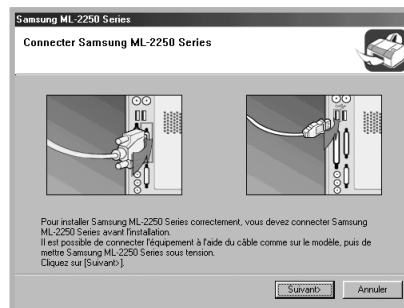 Samsung ML-2250 Series
Connecter Samsung ML-2250 Series
Pour installer Samsung ML-2250 Series correctement, vous devez connecter Samsung
ML-2250 Series avant l'installation.
Il est possible de connecter l'équipement à l'aide du câble comme sur le modèle, puis de
mettre Samsung ML-2250 Series sous tension.
Cliquez sur [Suivant>].
Suivant>
Annuler